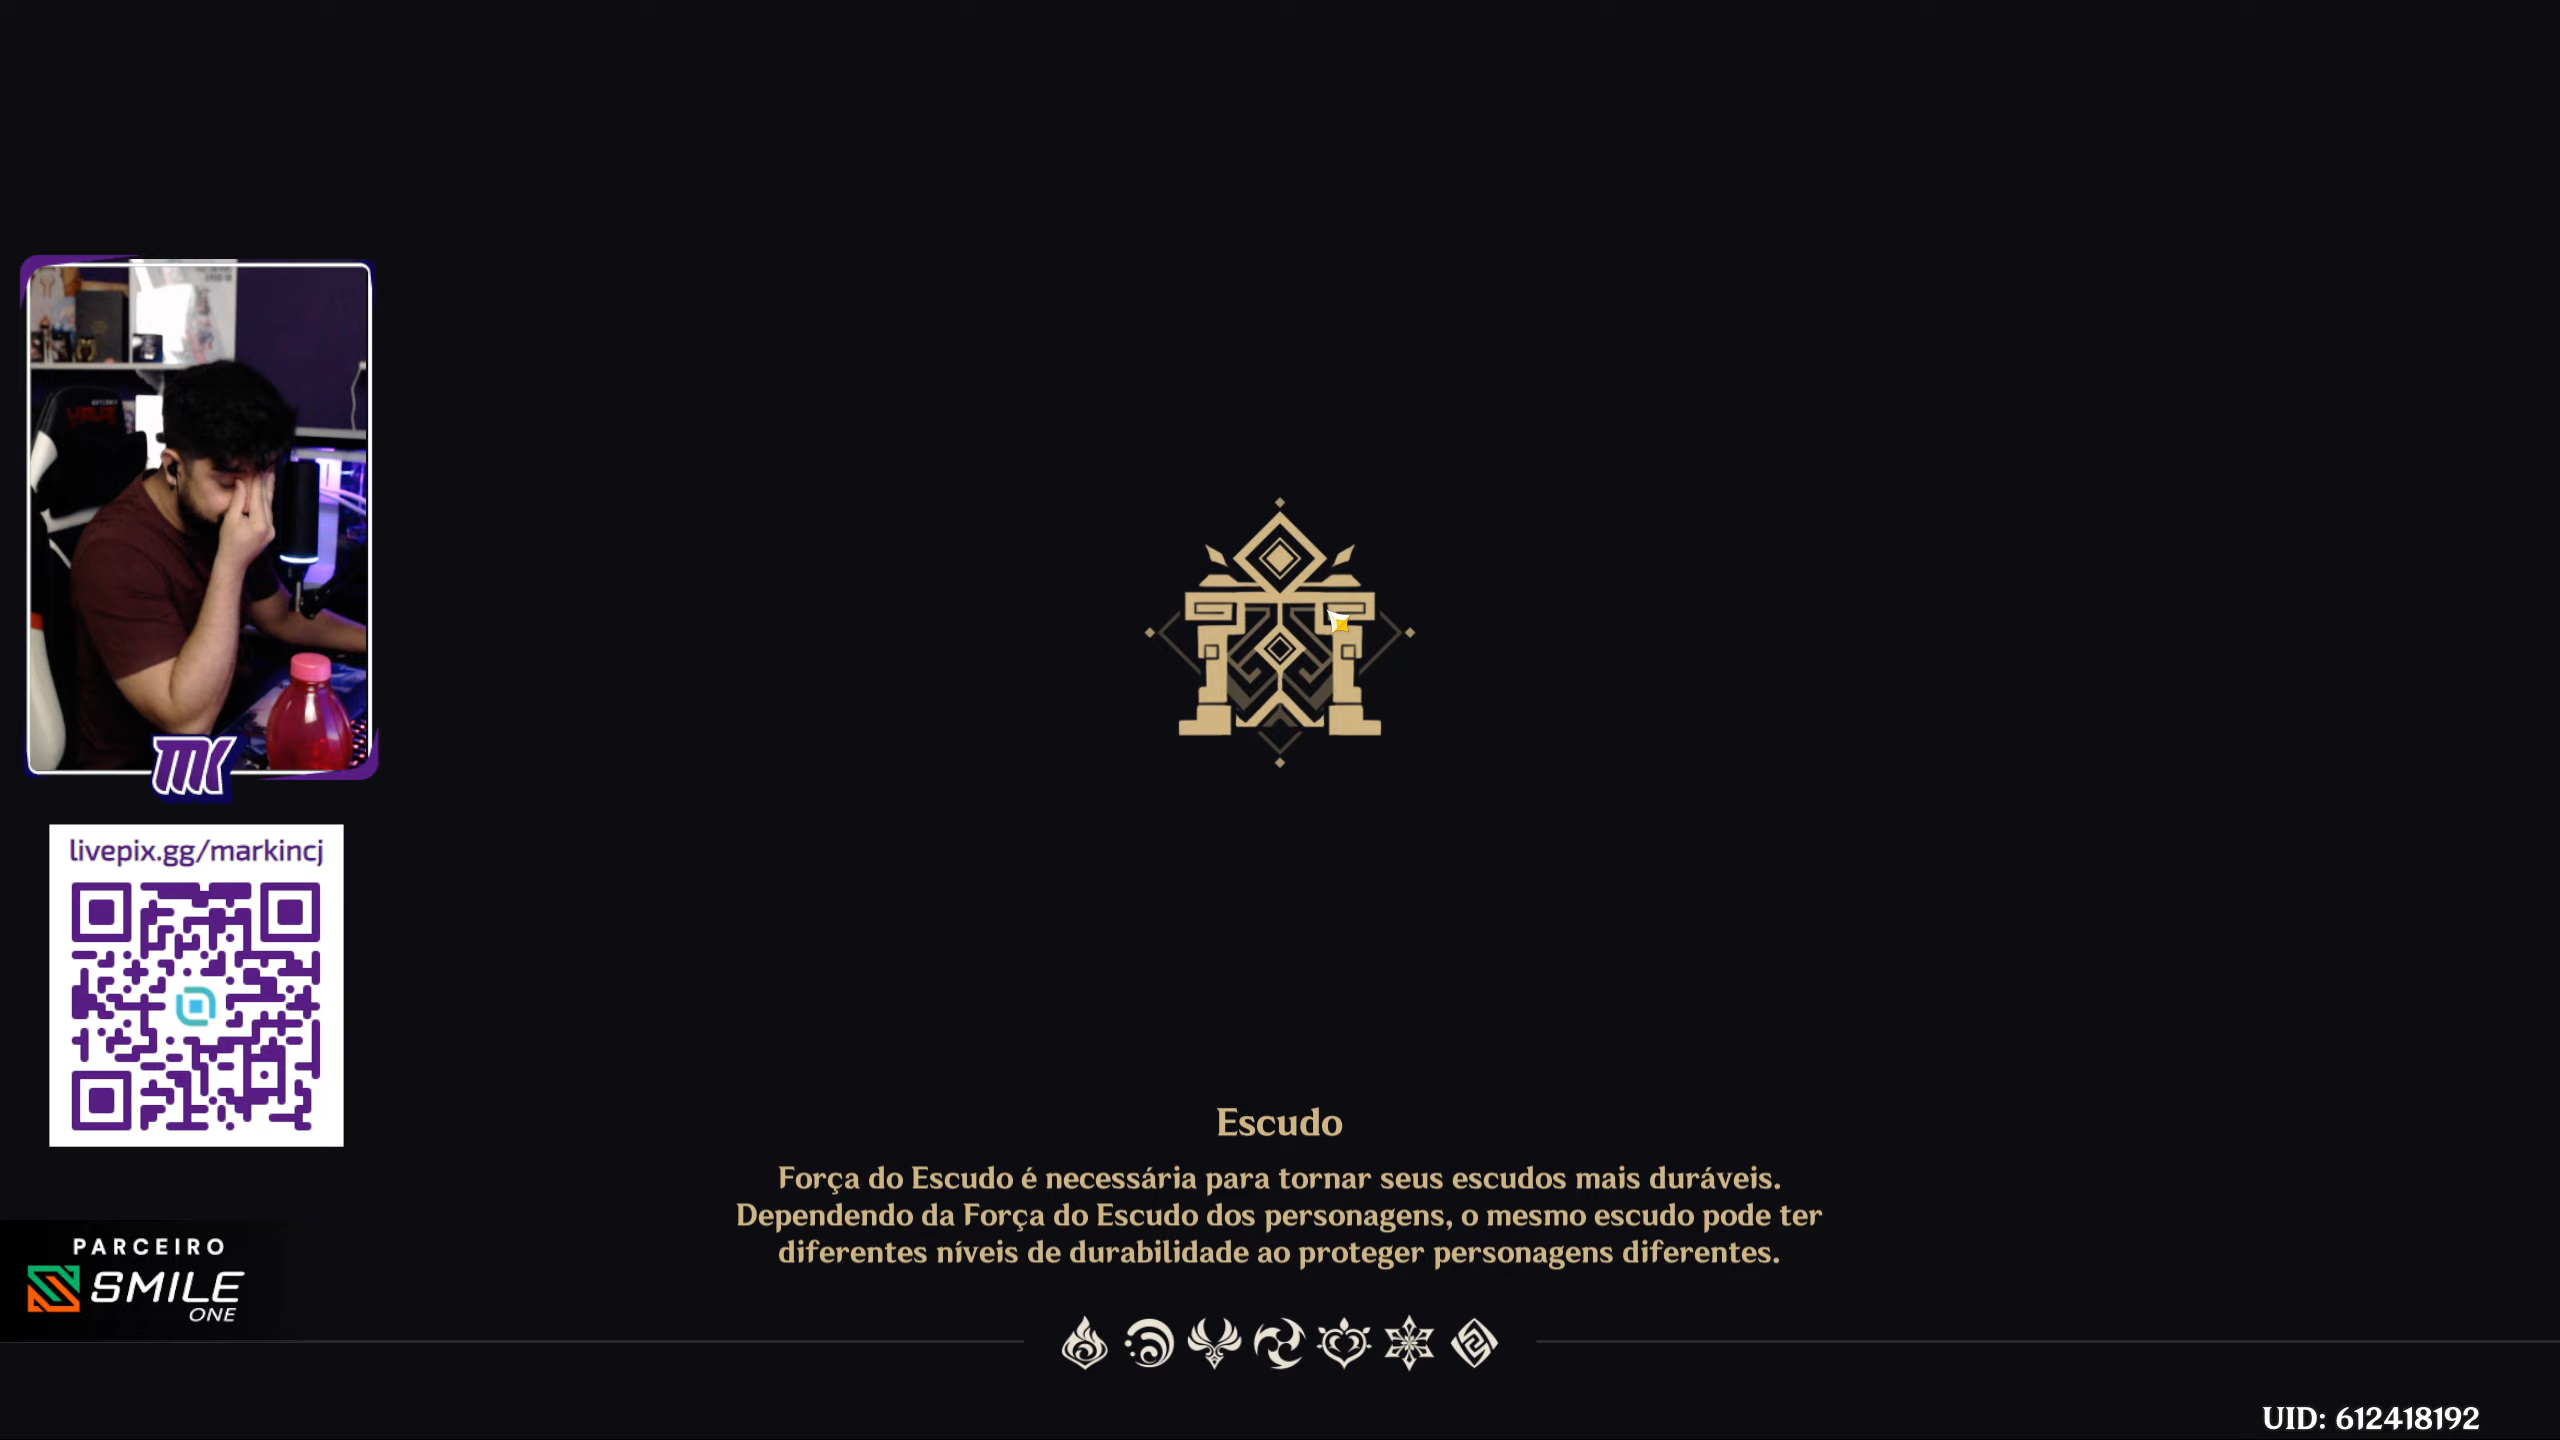 MK
livepix.gg/markincj
PARCEIRO
SMILE
ONE
Escudo
Força do Escudo é necessária para tornar seus escudos mais duráveis.
Dependendo da Força do Escudo dos personagens, o mesmo escudo pode ter
diferentes níveis de durabilidade ao proteger personagens diferentes.
UID: 612418192